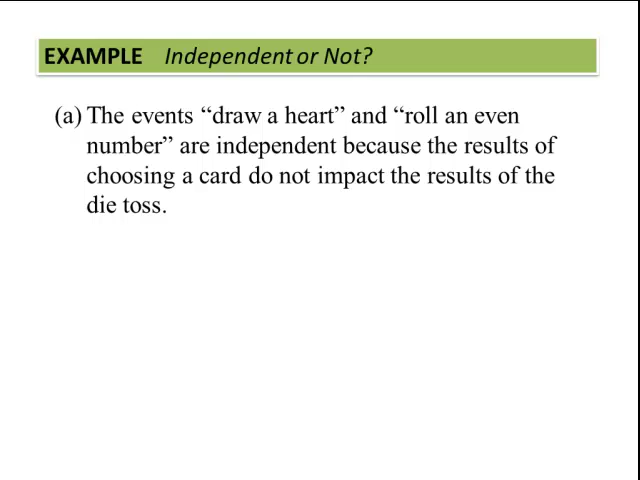 EXAMPLE Independent or Not?
(a) The events “draw a heart” and “roll an even
number” are independent because the results of
choosing a card do not impact the results of the
die toss.